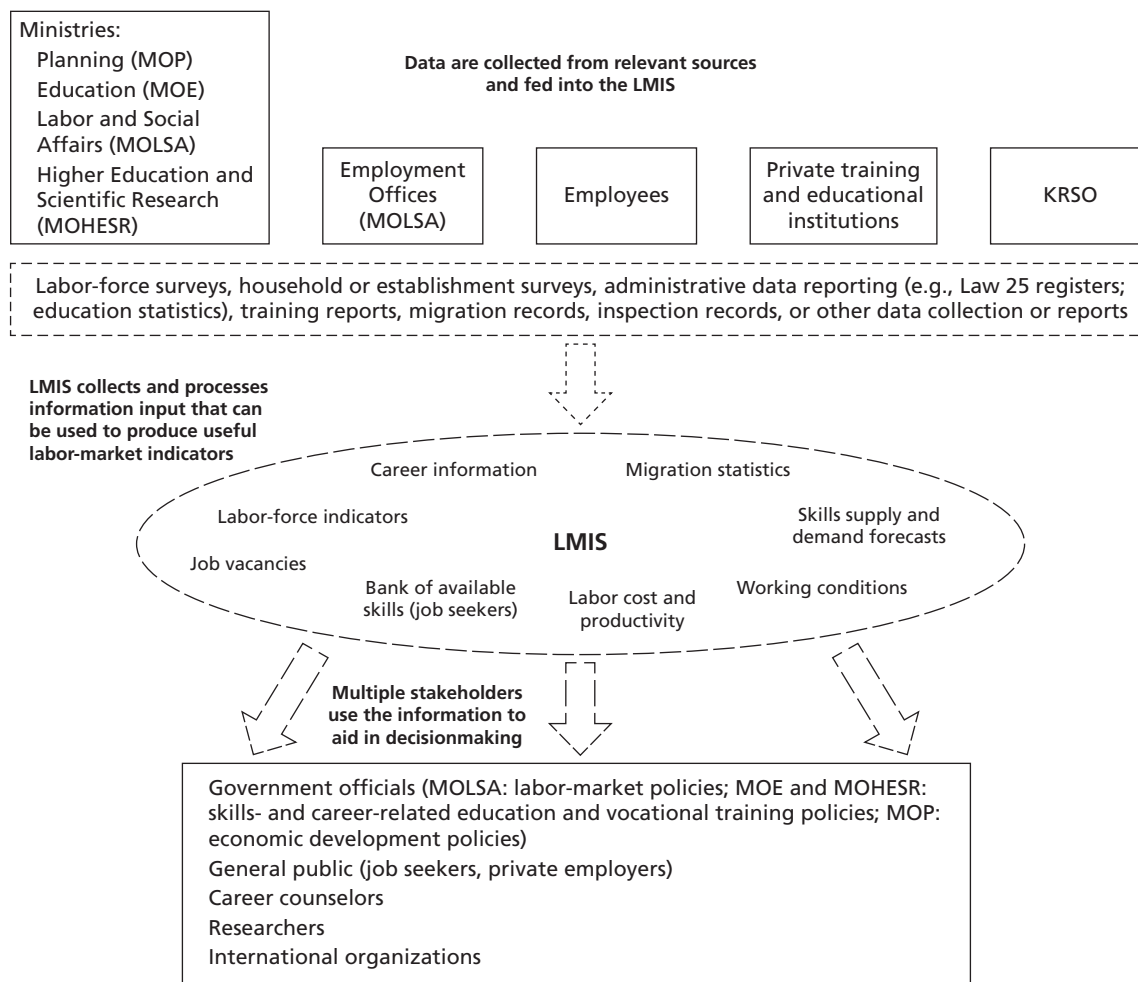 Ministries:
Planning (MOP)
Education (MOE)
Labor and Social
Affairs (MOLSA)
Higher Education and
Scientific Research
(MOHESR)
Data are collected from relevant sources
and fed into the LMIS
Employment
Offices
(MOLSA)
Employees
Private training
and educational
institutions
KRSO
Labor-force surveys, household or establishment surveys, administrative data reporting (e.g., Law 25 registers;
education statistics), training reports, migration records, inspection records, or other data collection or reports
LMIS collects and processes
information input that can
be used to produce useful
labor-market indicators
Career information
Migration statistics
Labor-force indicators
Skills supply and
demand forecasts
LMIS
Job vacancies
Bank of available
skills (job seekers)
Labor cost and
productivity
Working conditions
Multiple stakeholders
use the information to
aid in decisionmaking
Government officials (MOLSA: labor-market policies; MOE and MOHESR:
skills- and career-related education and vocational training policies; MOP:
economic development policies)
General public (job seekers, private employers)
Career counselors
Researchers
International organizations